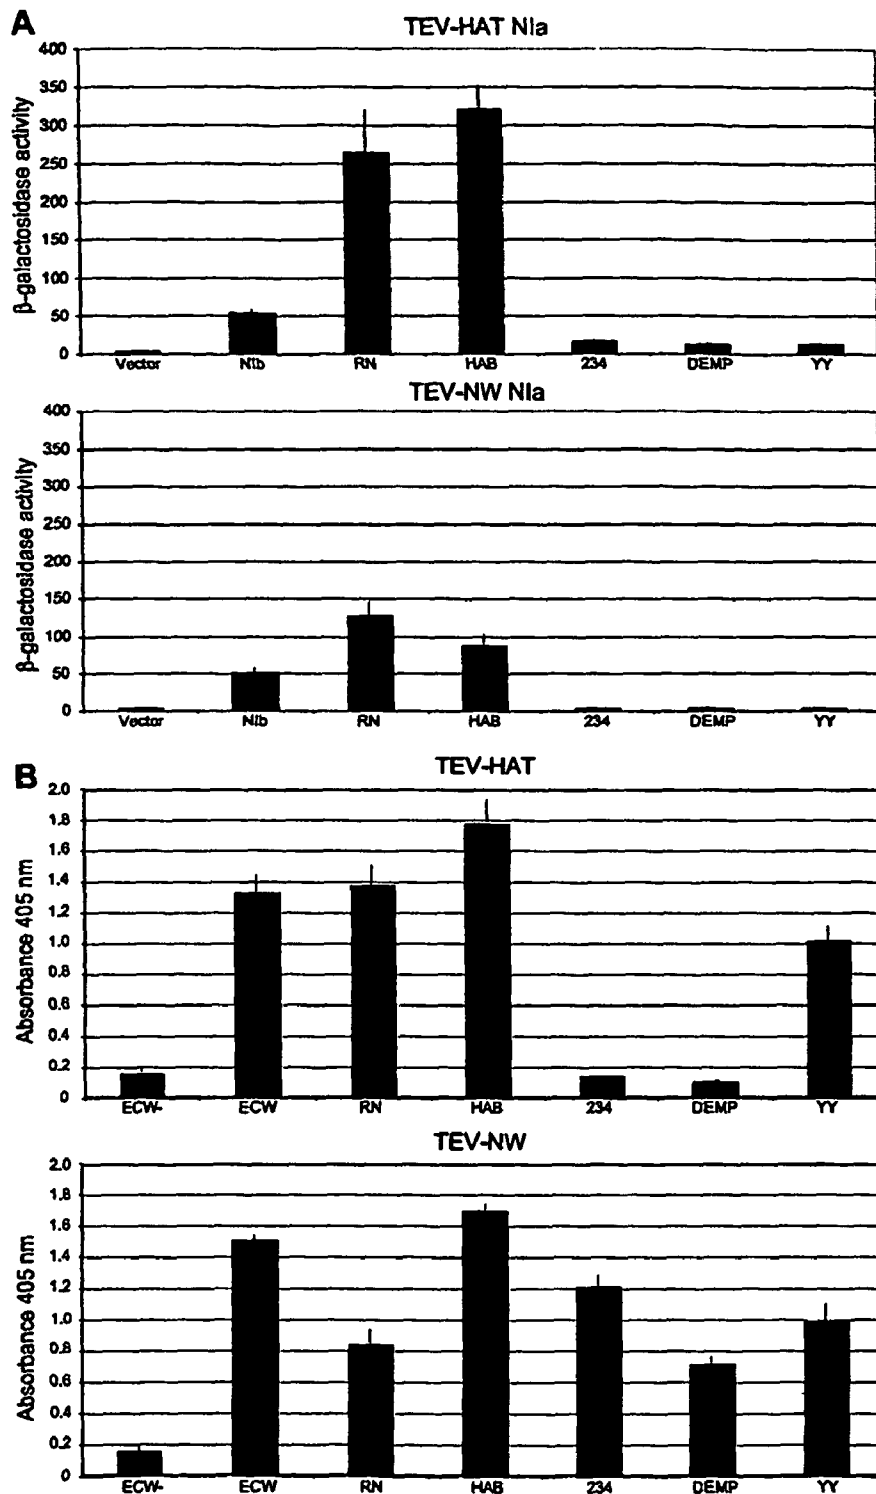 A
TEV-HAT NIa
β-galactosidase activity
400
350
300
250
200
150
100
50
0
Vector NIb RN HAB 234 DEMP YY
TEV-NW NIa
β-galactosidase activity
400
350
300
250
200
150
100
50
0
Vector NIb RN HAB 234 DEMP YY
B
TEV-HAT
Absorbance 405 nm
2.0
1.8
1.6
1.4
1.2
1.0
0.8
0.6
0.4
0.2
0
ECW- ECW RN HAB 234 DEMP YY
TEV-NW
Absorbance 405 nm
2.0
1.8
1.6
1.4
1.2
1.0
0.8
0.6
0.4
0.2
0
ECW- ECW RN HAB 234 DEMP YY